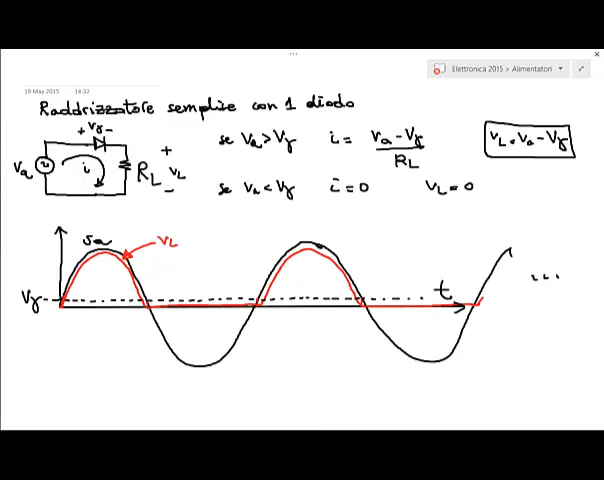 Elettronica 2015 > Alimentatori
19 May 2015 14:32
Raddrizzatore semplice con 1 diodo
+ Vγ -
Va i RL + VL -
se Va > Vγ i = Va - Vγ / RL VL = Va - Vγ
se Va < Vγ i = 0 VL = 0
VL
Vγ
t
...